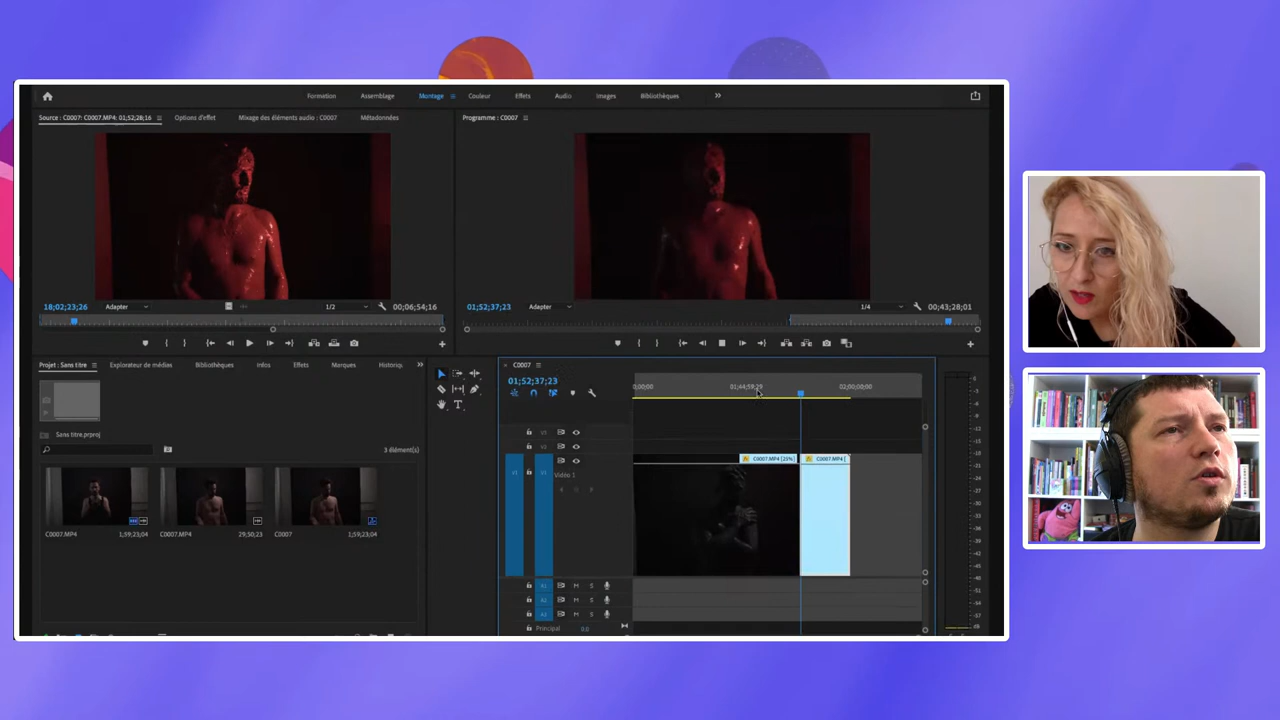 Formation Assemblage Montage Couleur Effets Audio Images Bibliothèques
Source : C0007: C0007.MP4: 01;52;28;16 Options d'effet Mixage des éléments audio : C0007 Métadonnées
Programme : C0007
18;02;23;26 Adapter 1/2 00;06;54;16
01;52;37;23 Adapter 1/4 00;43;28;01
Projet : Sans titre Explorateur de médias Bibliothèques Infos Effets Marques Historiq
Sans titre.prproj
3 élément(s)
C0007.MP4 1;59;23;04
C0007.MP4 29;50;23
C0007 1;59;23;04
C0007
01;52;37;23
;00;00 01;44;59;29 02;00;00;00
V3
V2
V1 V1 Vidéo 1
C0007.MP4 [25%] C0007.MP4 [
A1 M S
A2 M S
A3 M S
Principal 0,0